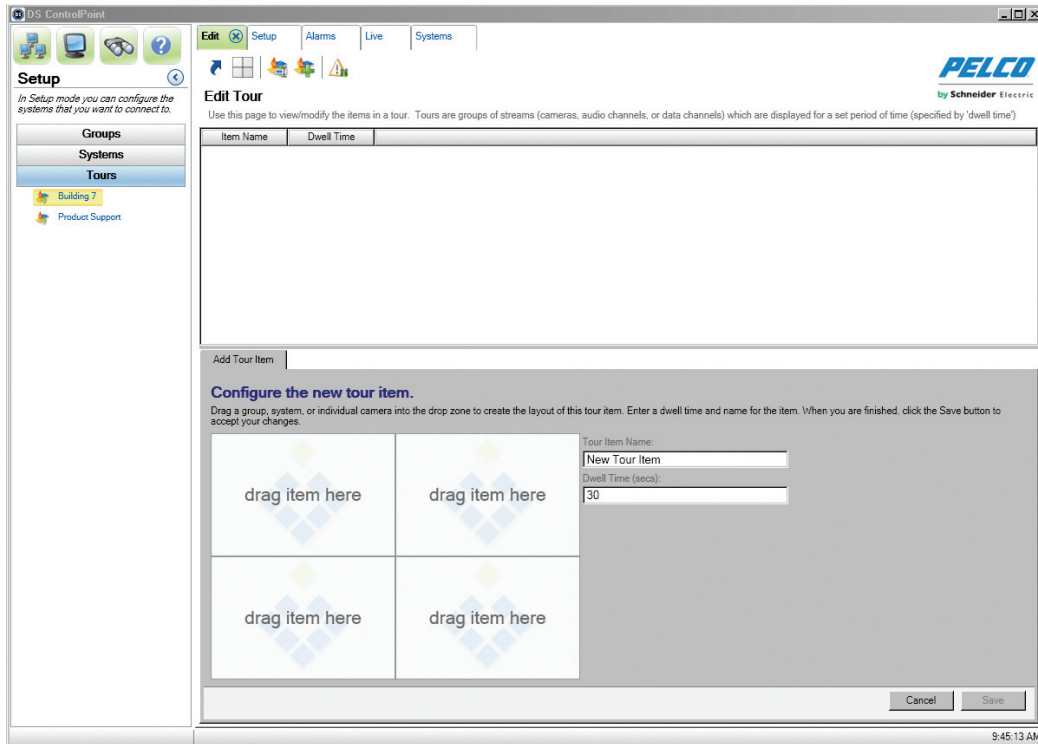 DS ControlPoint
Setup
In Setup mode you can configure the
systems that you want to connect to.
Groups
Systems
Tours
Building 7
Product Support
Edit
Setup
Alarms
Live
Systems
PELCO
by Schneider Electric
Edit Tour
Use this page to view/modify the items in a tour. Tours are groups of streams (cameras, audio channels, or data channels) which are displayed for a set period of time (specified by 'dwell time')
Item Name
Dwell Time
Add Tour Item
Configure the new tour item.
Drag a group, system, or individual camera into the drop zone to create the layout of this tour item. Enter a dwell time and name for the item. When you are finished, click the Save button to
accept your changes.
drag item here
drag item here
drag item here
drag item here
Tour Item Name:
New Tour Item
Dwell Time (secs):
30
Cancel
Save
9:45:13 AM